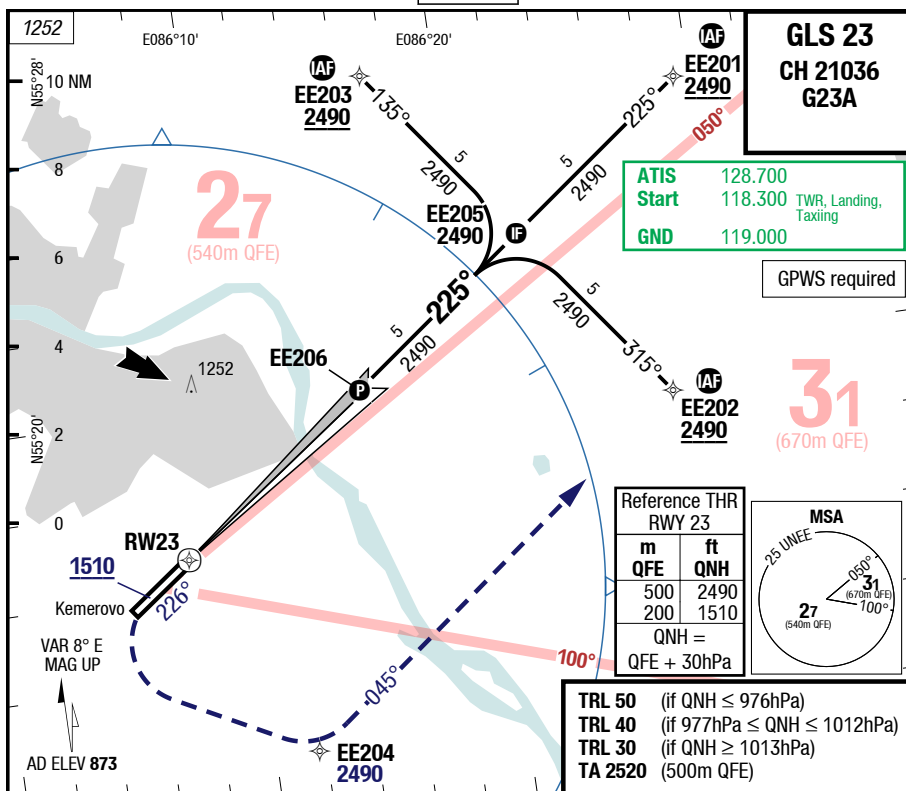 1252
E086°10'
E086°20'
N55°28'
10 NM
8
6
4
2
0
N55°20'
IAF
EE203
2490
135°
5
2490
IAF
EE201
2490
225°
5
2490
050°
GLS 23
CH 21036
G23A
ATIS 128.700
Start 118.300 TWR, Landing, Taxiing
GND 119.000
GPWS required
27
(540m QFE)
EE205
2490
IF
225°
5
2490
5
2490
315°
IAF
EE202
2490
31
(670m QFE)
EE206
P
1252
RW23
1510
226°
Kemerovo
VAR 8° E
MAG UP
AD ELEV 873
045°
EE204
2490
100°
Reference THR
RWY 23
m ft
QFE QNH
500 2490
200 1510
QNH =
QFE + 30hPa
MSA
25 UNEE
050°
31
(670m QFE)
100°
27
(540m QFE)
TRL 50 (if QNH ≤ 976hPa)
TRL 40 (if 977hPa ≤ QNH ≤ 1012hPa)
TRL 30 (if QNH ≥ 1013hPa)
TA 2520 (500m QFE)